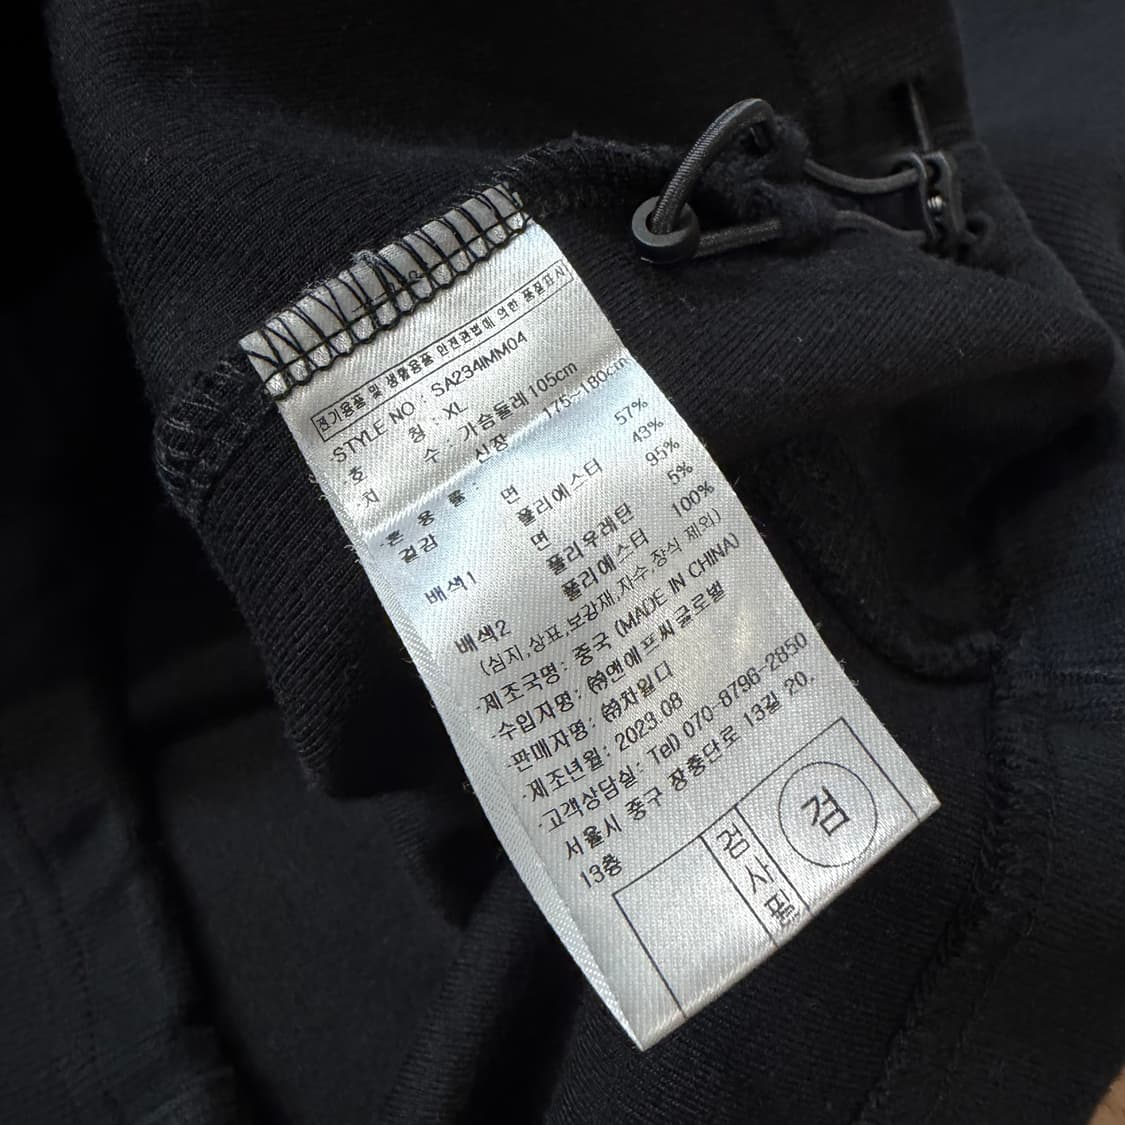 전기용품 및 생활용품 안전관법에 의한 품질표시
·STYLE NO : SA234IMM04
·호 칭 : XL
·치 수 : 가슴둘레 105cm
신장 175~180cm
·혼 용 률 :
겉감 면 57%
폴리에스터 43%
배색1 면 95%
폴리우레탄 5%
배색2 폴리에스터 100%
(심지,상표,보강재,자수,장식 제외)
·제조국명 : 중국 (MADE IN CHINA)
·수입자명 : ㈜앤에프씨글로벌
·판매자명 : ㈜차일디
·제조년월 : 2023.08
·고객상담실: Tel) 070-8796-2850
서울시 중구 장충단로 13길 20.
13층
검사품
검